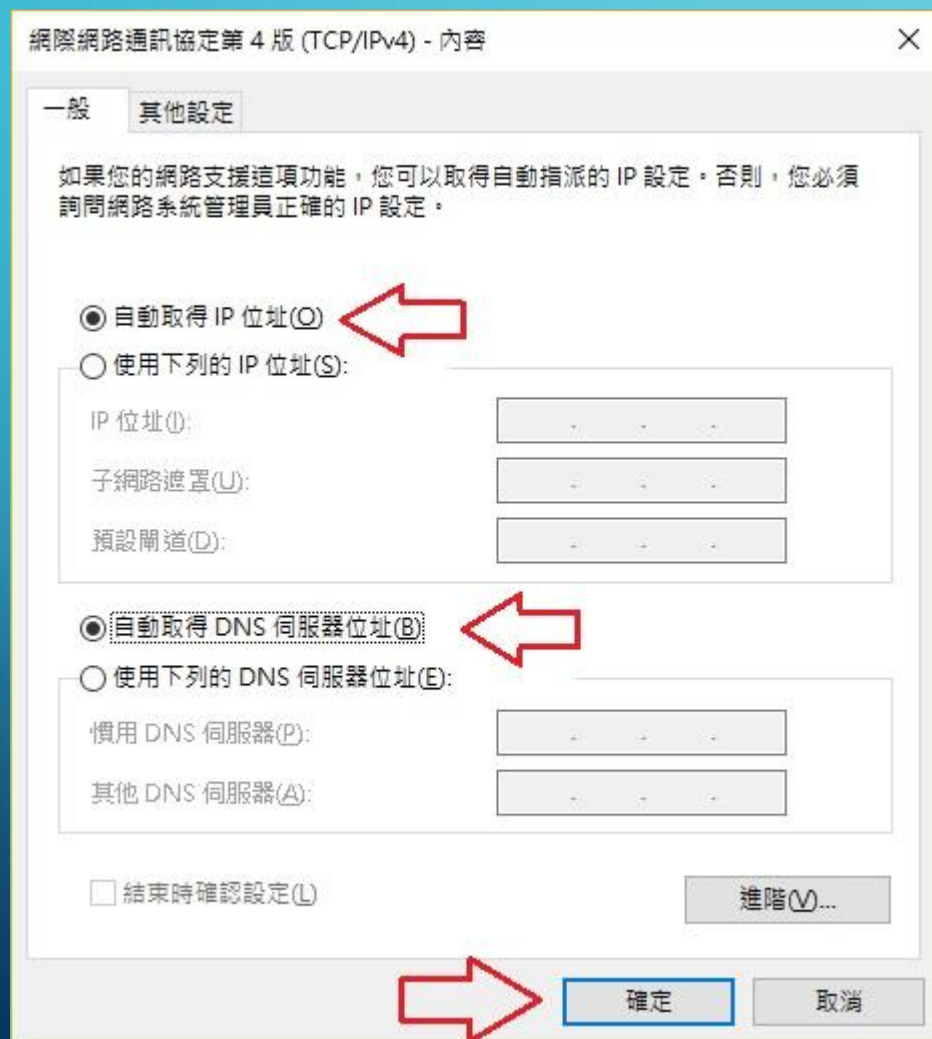 網際網路通訊協定第 4 版 (TCP/IPv4) - 內容
一般
其他設定
如果您的網路支援這項功能，您可以取得自動指派的 IP 設定。否則，您必須
詢問網路系統管理員正確的 IP 設定。
自動取得 IP 位址(O)
使用下列的 IP 位址(S):
IP 位址(I):
子網路遮罩(U):
預設閘道(D):
自動取得 DNS 伺服器位址(B)
使用下列的 DNS 伺服器位址(E):
慣用 DNS 伺服器(P):
其他 DNS 伺服器(A):
結束時確認設定(L)
進階(V)...
確定
取消